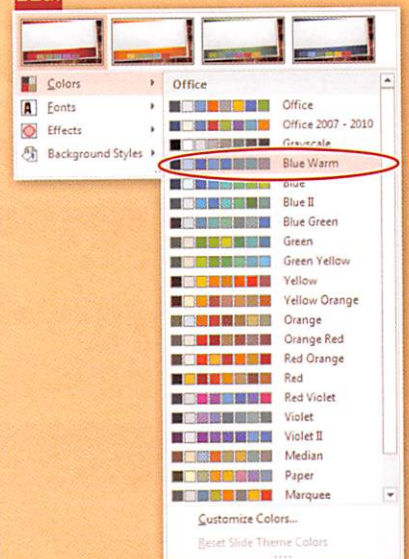 Colors
Fonts
Effects
Background Styles
Office
Office
Office 2007 - 2010
Grayscale
Blue Warm
Blue
Blue II
Blue Green
Green
Green Yellow
Yellow
Yellow Orange
Orange
Orange Red
Red Orange
Red
Red Violet
Violet
Violet II
Median
Paper
Marquee
Customize Colors...
Reset Slide Theme Colors